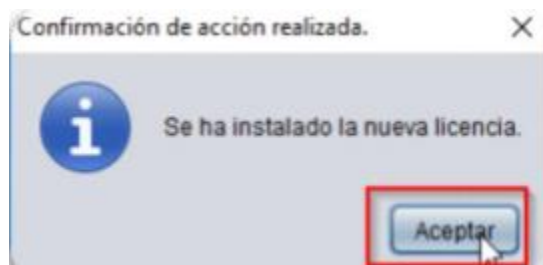 Confirmación de acción realizada.
Se ha instalado la nueva licencia.
Aceptar